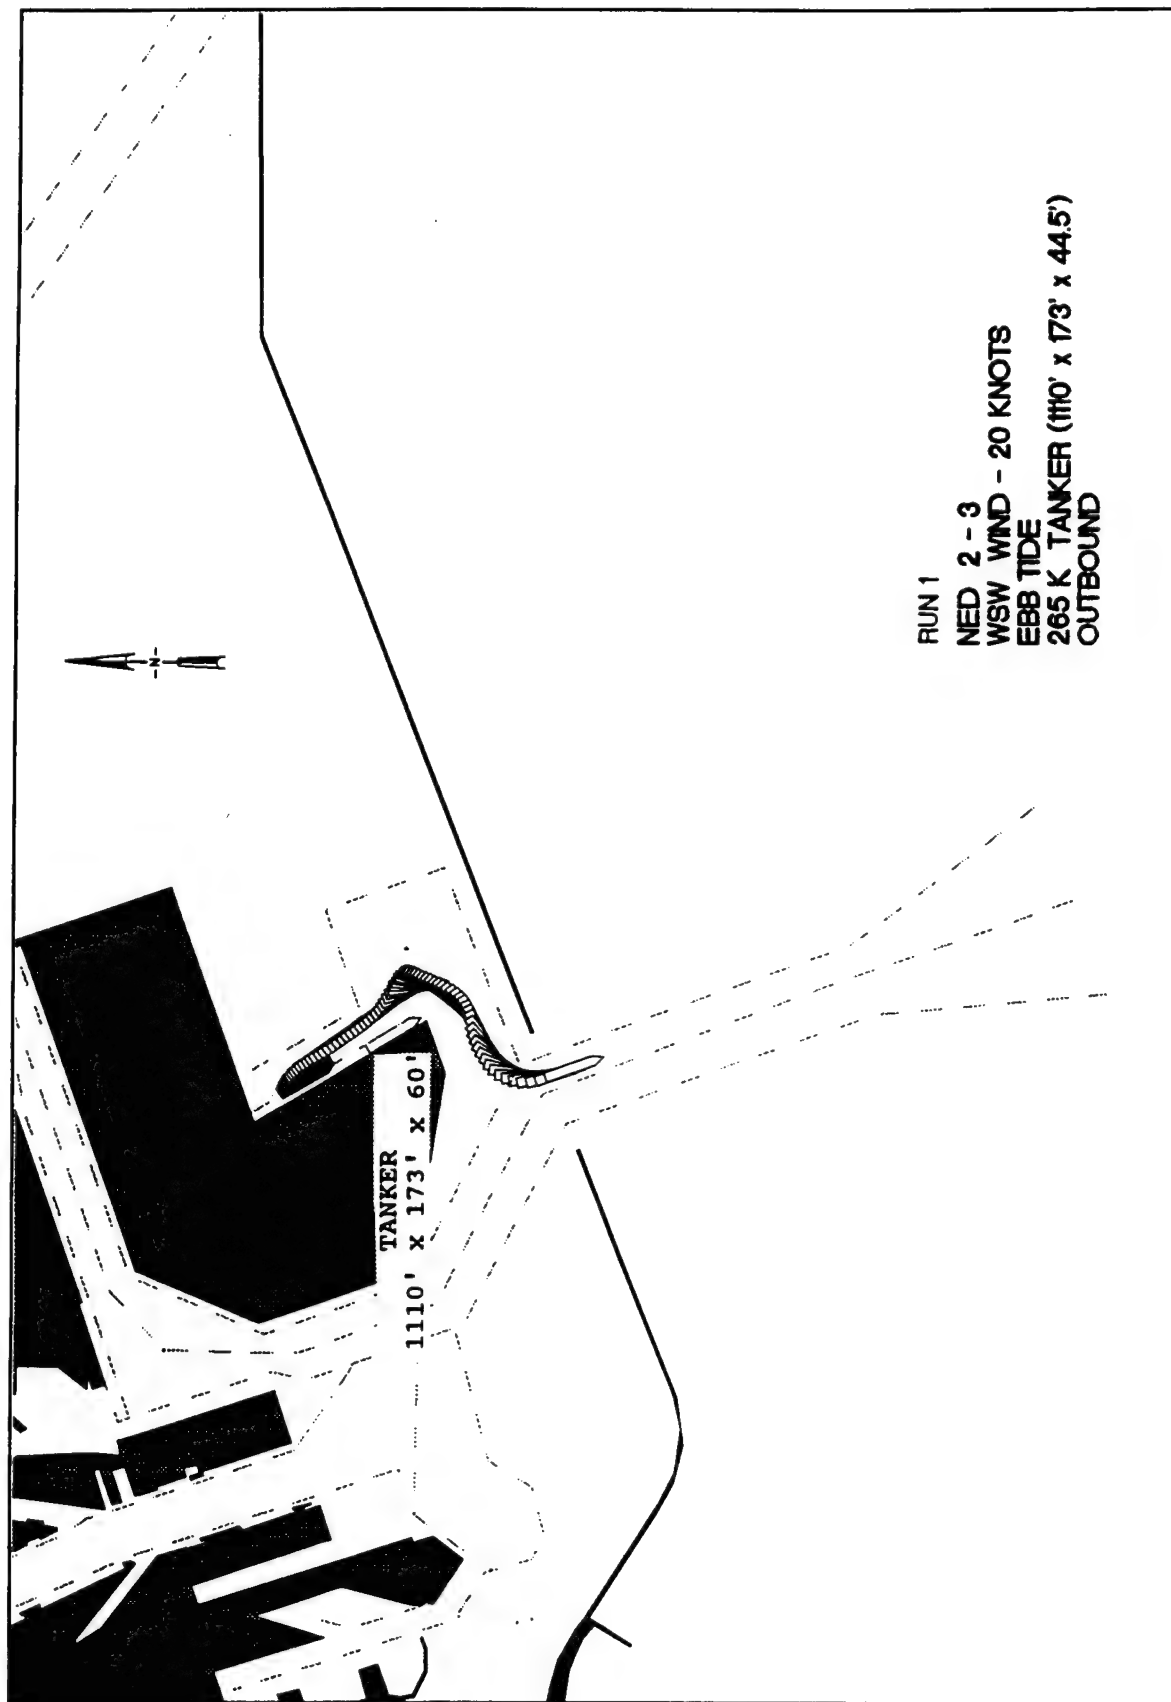 N
TANKER
1110' x 173' x 60'
RUN 1
NED 2 - 3
WSW WIND - 20 KNOTS
EBB TIDE
265 K TANKER (1110' x 173' x 44.5')
OUTBOUND